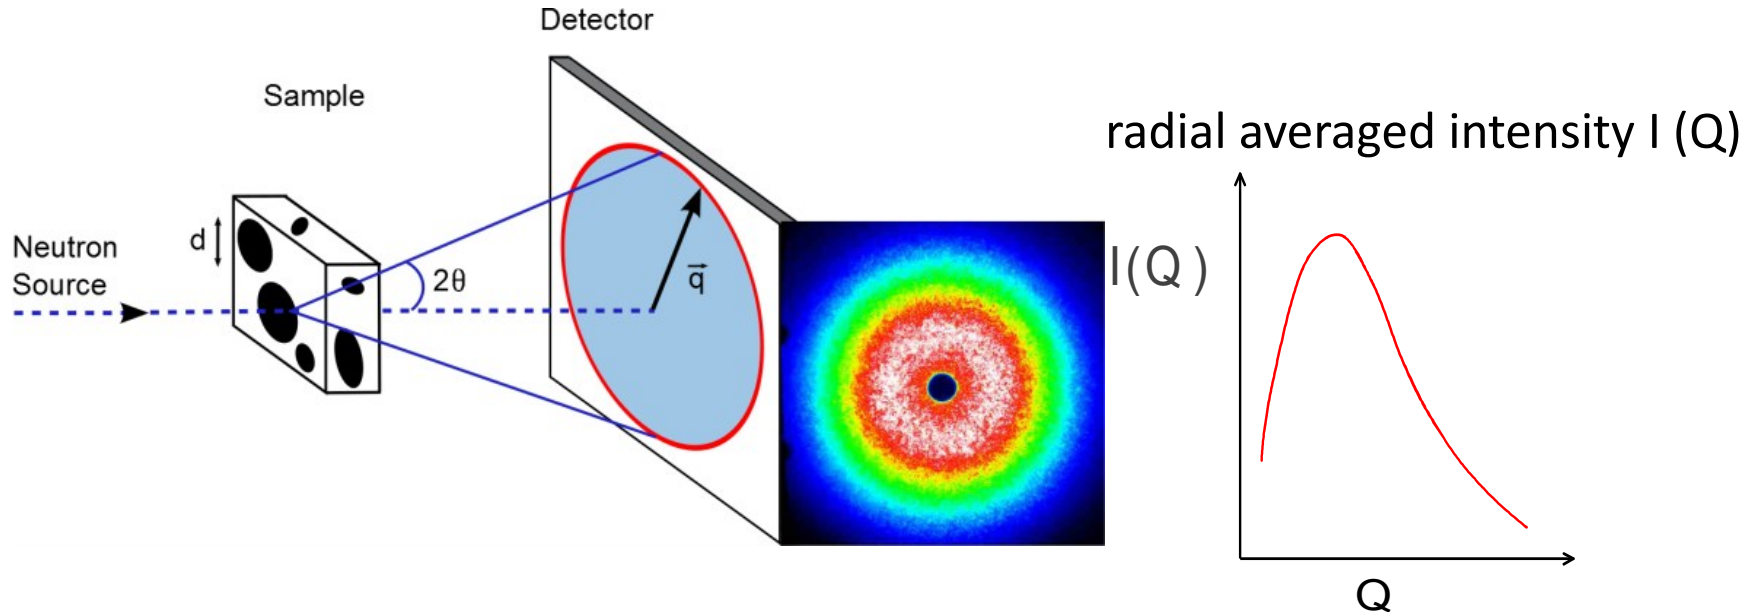 Detector
Sample
radial averaged intensity I (Q)
d
Neutron
Source
2θ
q⃗
I(Q )
Q